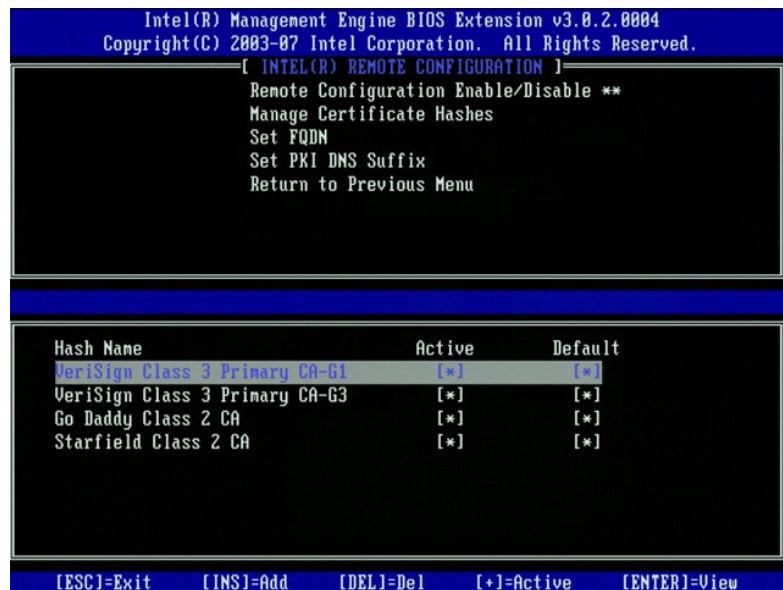 Intel(R) Management Engine BIOS Extension v3.0.2.0004
Copyright(C) 2003-07 Intel Corporation. All Rights Reserved.
[ INTEL(R) REMOTE CONFIGURATION ]
Remote Configuration Enable/Disable **
Manage Certificate Hashes
Set FQDN
Set PKI DNS Suffix
Return to Previous Menu
Hash Name Active Default
VeriSign Class 3 Primary CA-G1 [*] [*]
VeriSign Class 3 Primary CA-G3 [*] [*]
Go Daddy Class 2 CA [*] [*]
Starfield Class 2 CA [*] [*]
[ESC]=Exit [INS]=Add [DEL]=Del [+]=Active [ENTER]=View